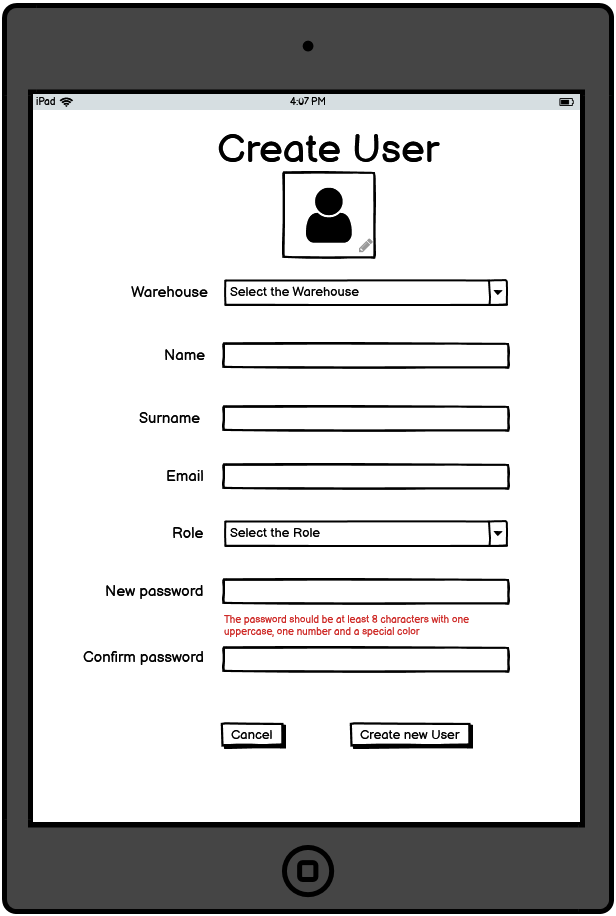 iPad 4:07 PM
Create User
Warehouse Select the Warehouse
Name
Surname
Email
Role Select the Role
New password
The password should be at least 8 characters with one
uppercase, one number and a special color
Confirm password
Cancel Create new User